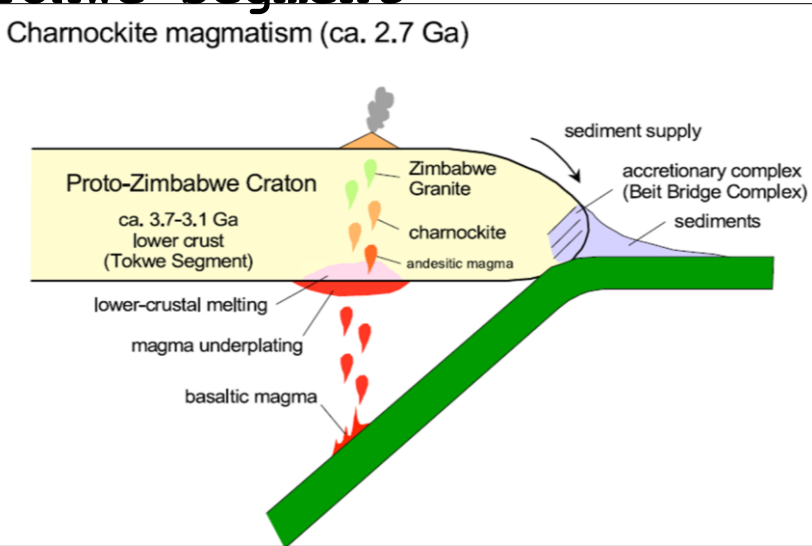 Charnockite magmatism (ca. 2.7 Ga)
sediment supply
accretionary complex
(Beit Bridge Complex)
sediments
Zimbabwe
Granite
Proto-Zimbabwe Craton
ca. 3.7-3.1 Ga
lower crust
(Tokwe Segment)
charnockite
andesitic magma
lower-crustal melting
magma underplating
basaltic magma